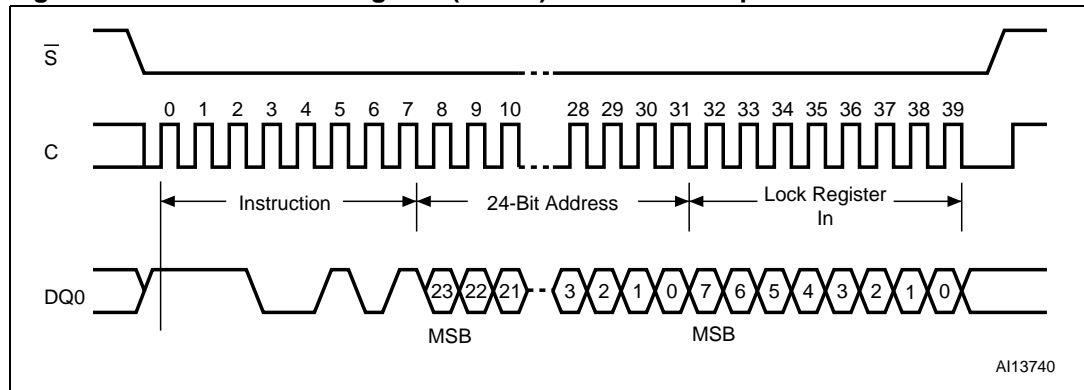 S
0 1 2 3 4 5 6 7 8 9 10 28 29 30 31 32 33 34 35 36 37 38 39
C
Instruction 24-Bit Address Lock Register
In
DQ0 23 22 21 3 2 1 0 7 6 5 4 3 2 1 0
MSB MSB
AI13740